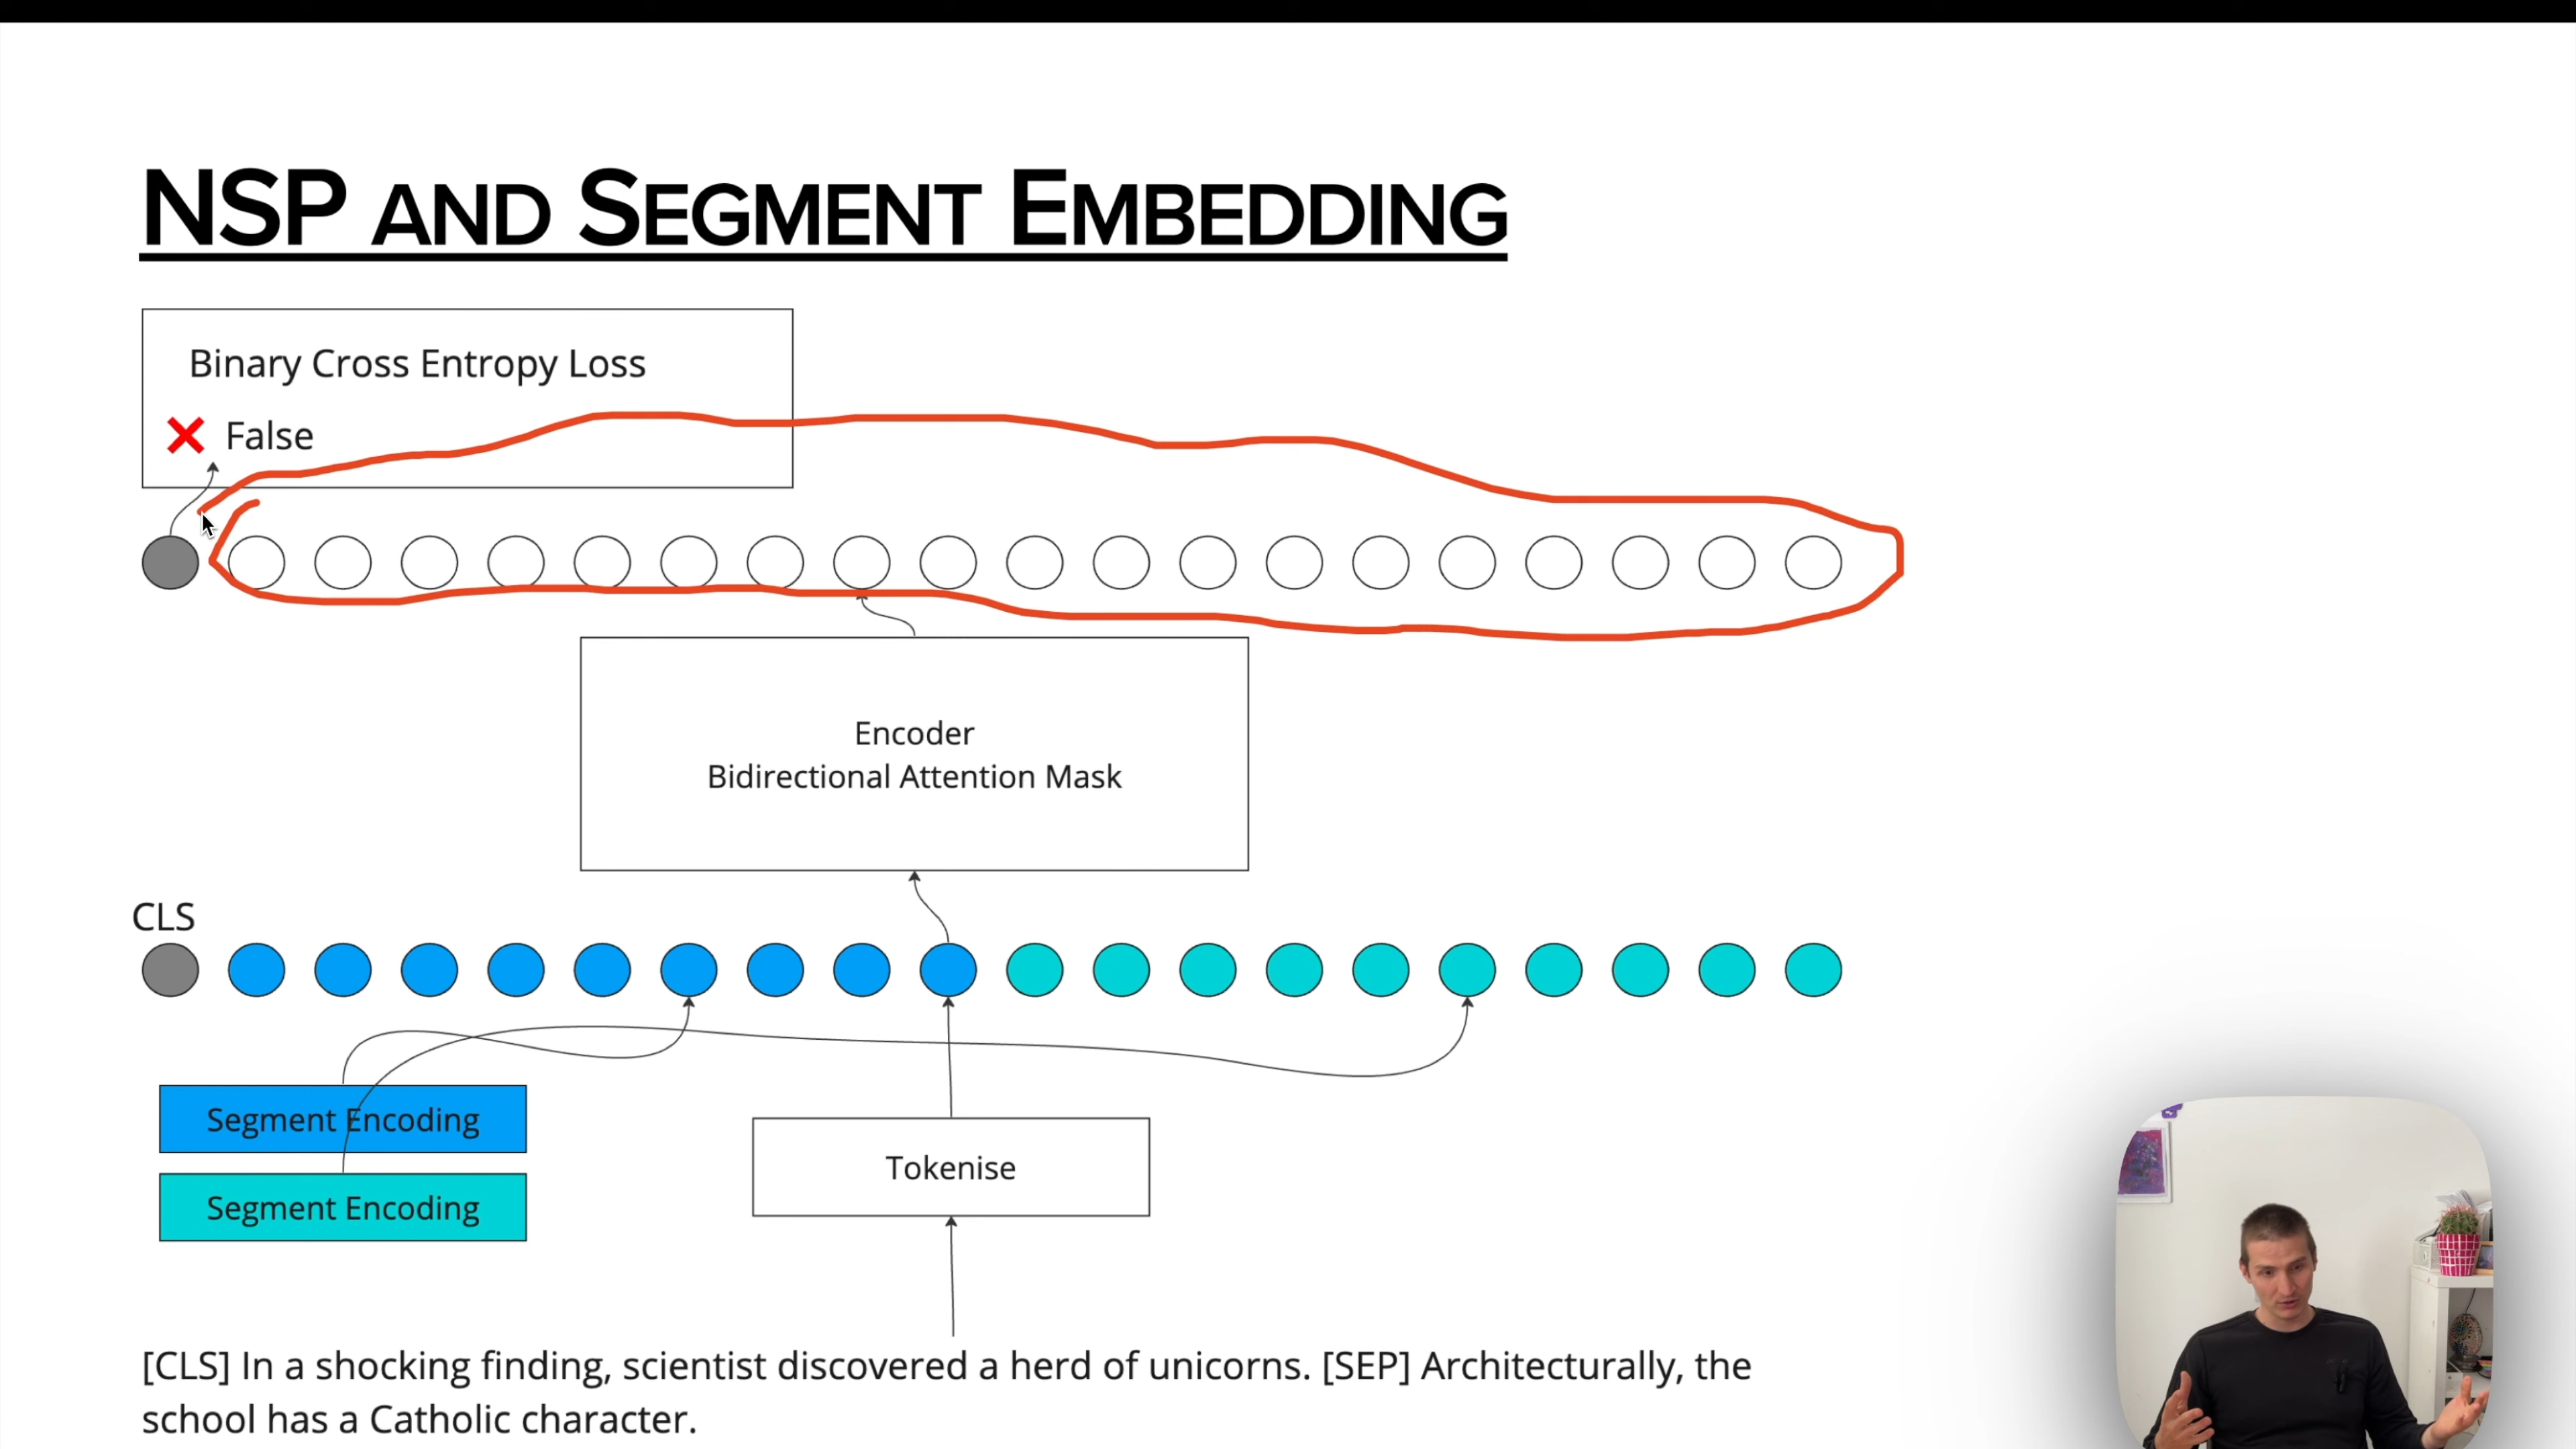 NSP AND SEGMENT EMBEDDING
Binary Cross Entropy Loss
False
Encoder
Bidirectional Attention Mask
CLS
Segment Encoding
Segment Encoding
Tokenise
[CLS] In a shocking finding, scientist discovered a herd of unicorns. [SEP] Architecturally, the
school has a Catholic character.